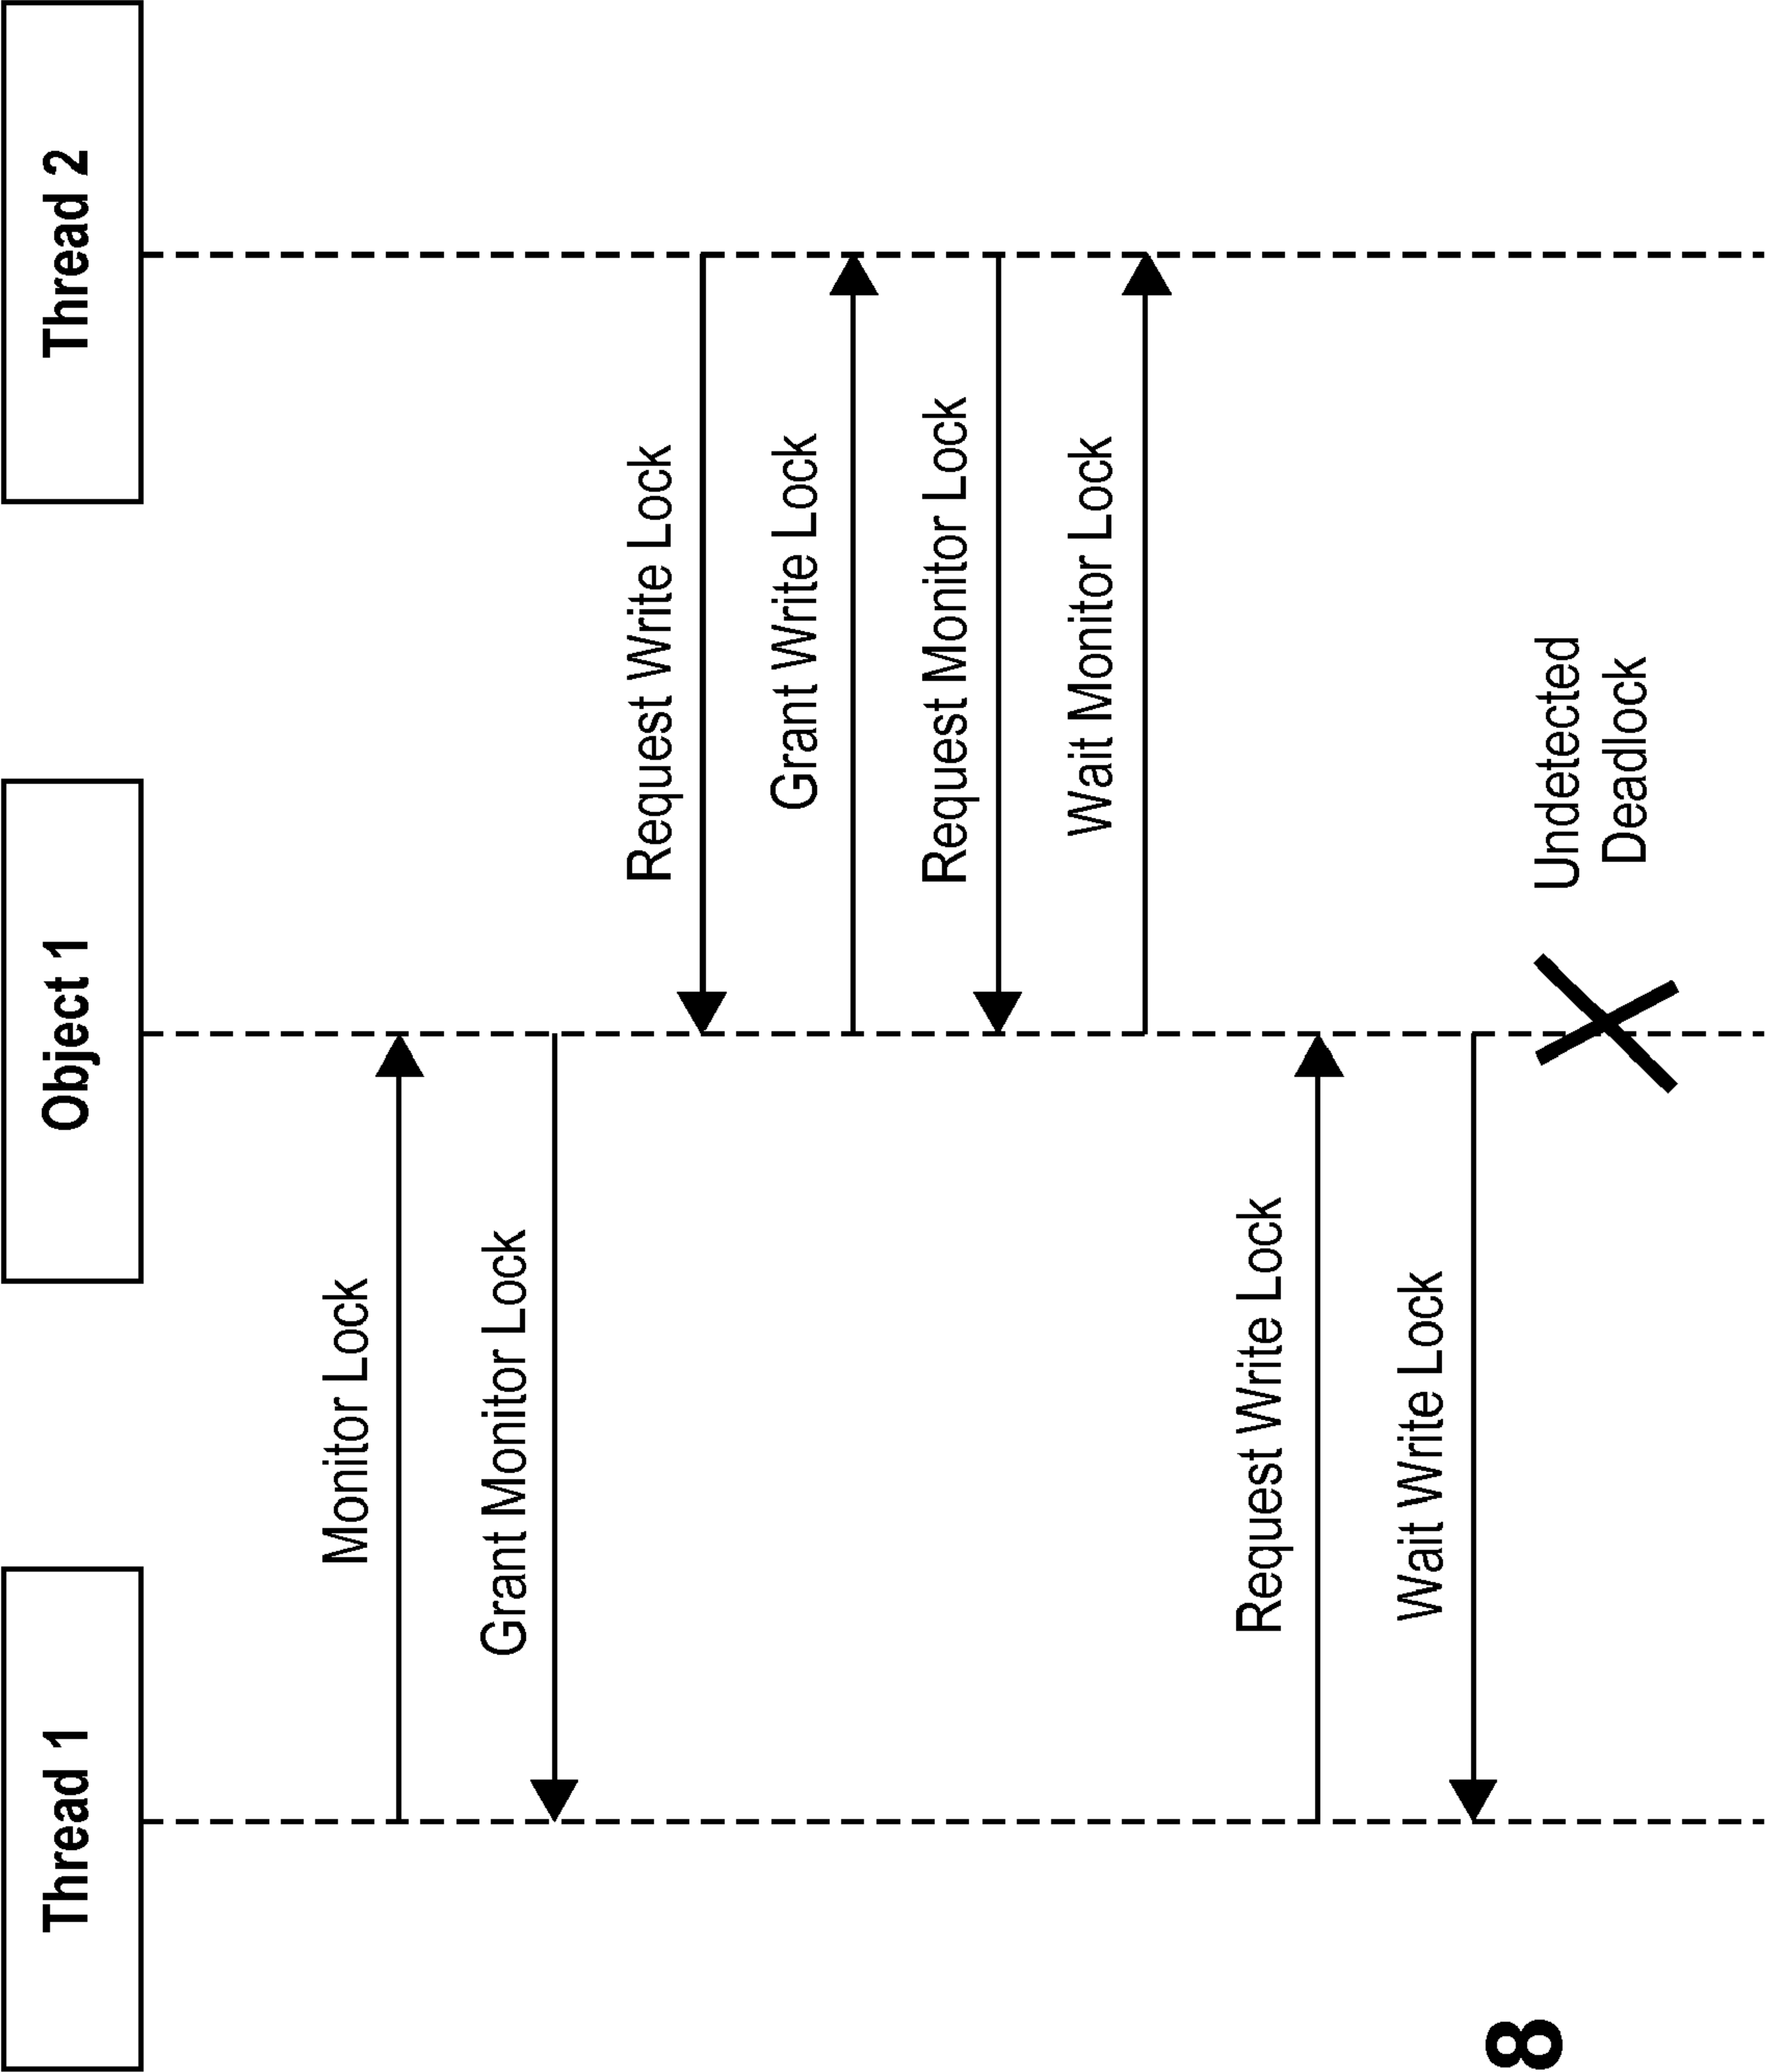 Thread 1
Object 1
Thread 2
Monitor Lock
Grant Monitor Lock
Request Write Lock
Grant Write Lock
Request Monitor Lock
Wait Monitor Lock
Request Write Lock
Wait Write Lock
Undetected
Deadlock
8